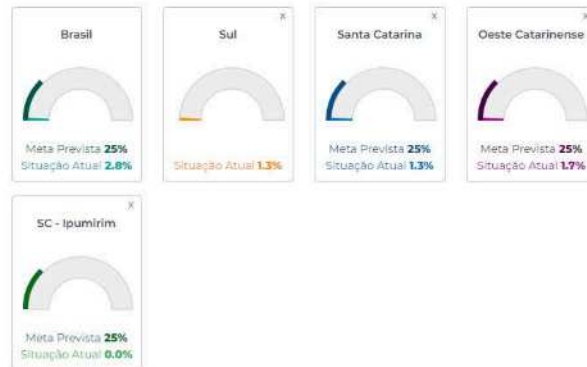 x
x
x
Brasil
Sul
Santa Catarina
Oeste Catarinense
Meta Prevista 25%
Situação Atual 2.8%
Situação Atual 1.3%
Meta Prevista 25%
Situação Atual 1.3%
Meta Prevista 25%
Situação Atual 1.7%
x
SC - Ipumirim
Meta Prevista 25%
Situação Atual 0.0%